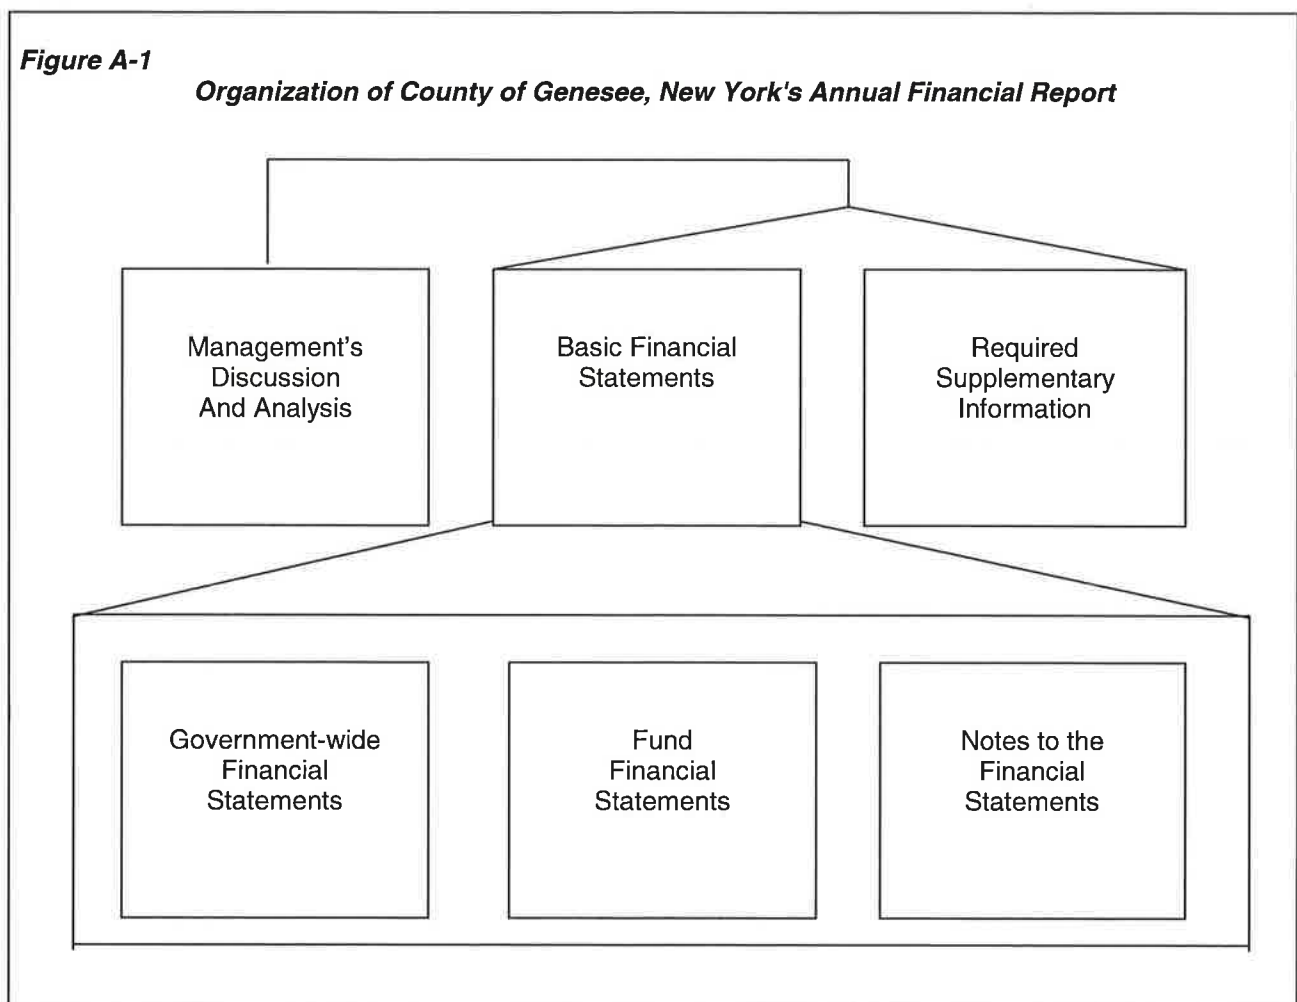 Figure A-1
Organization of County of Genesee, New York's Annual Financial Report
Management's
Discussion
And Analysis
Basic Financial
Statements
Required
Supplementary
Information
Government-wide
Financial
Statements
Fund
Financial
Statements
Notes to the
Financial
Statements